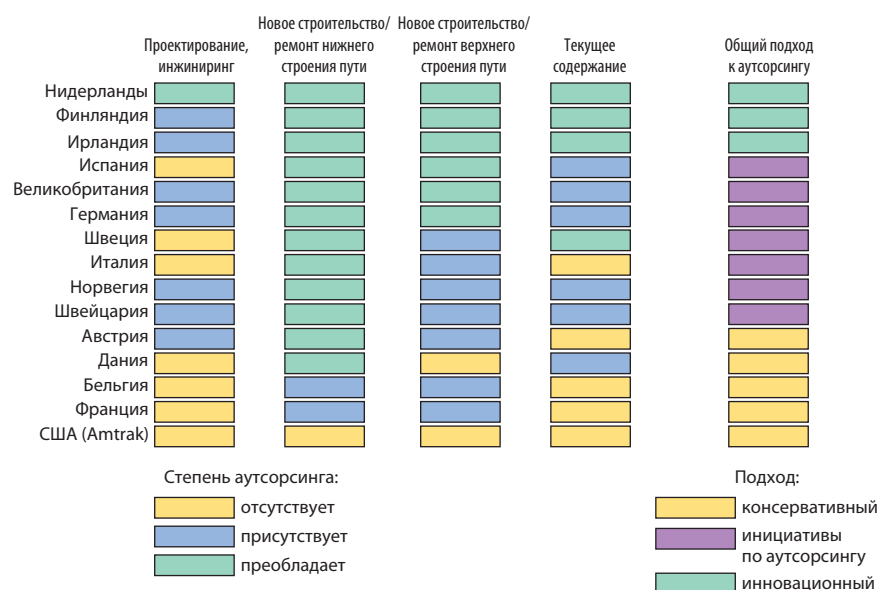 Проектирование,
инжиниринг
Новое строительство/
ремонт нижнего
строения пути
Новое строительство/
ремонт верхнего
строения пути
Текущее
содержание
Общий подход
к аутсорсингу
Нидерланды
Финляндия
Ирландия
Испания
Великобритания
Германия
Швеция
Италия
Норвегия
Швейцария
Австрия
Дания
Бельгия
Франция
США (Amtrak)
Степень аутсорсинга:
отсутствует
присутствует
преобладает
Подход:
консервативный
инициативы
по аутсорсингу
инновационный